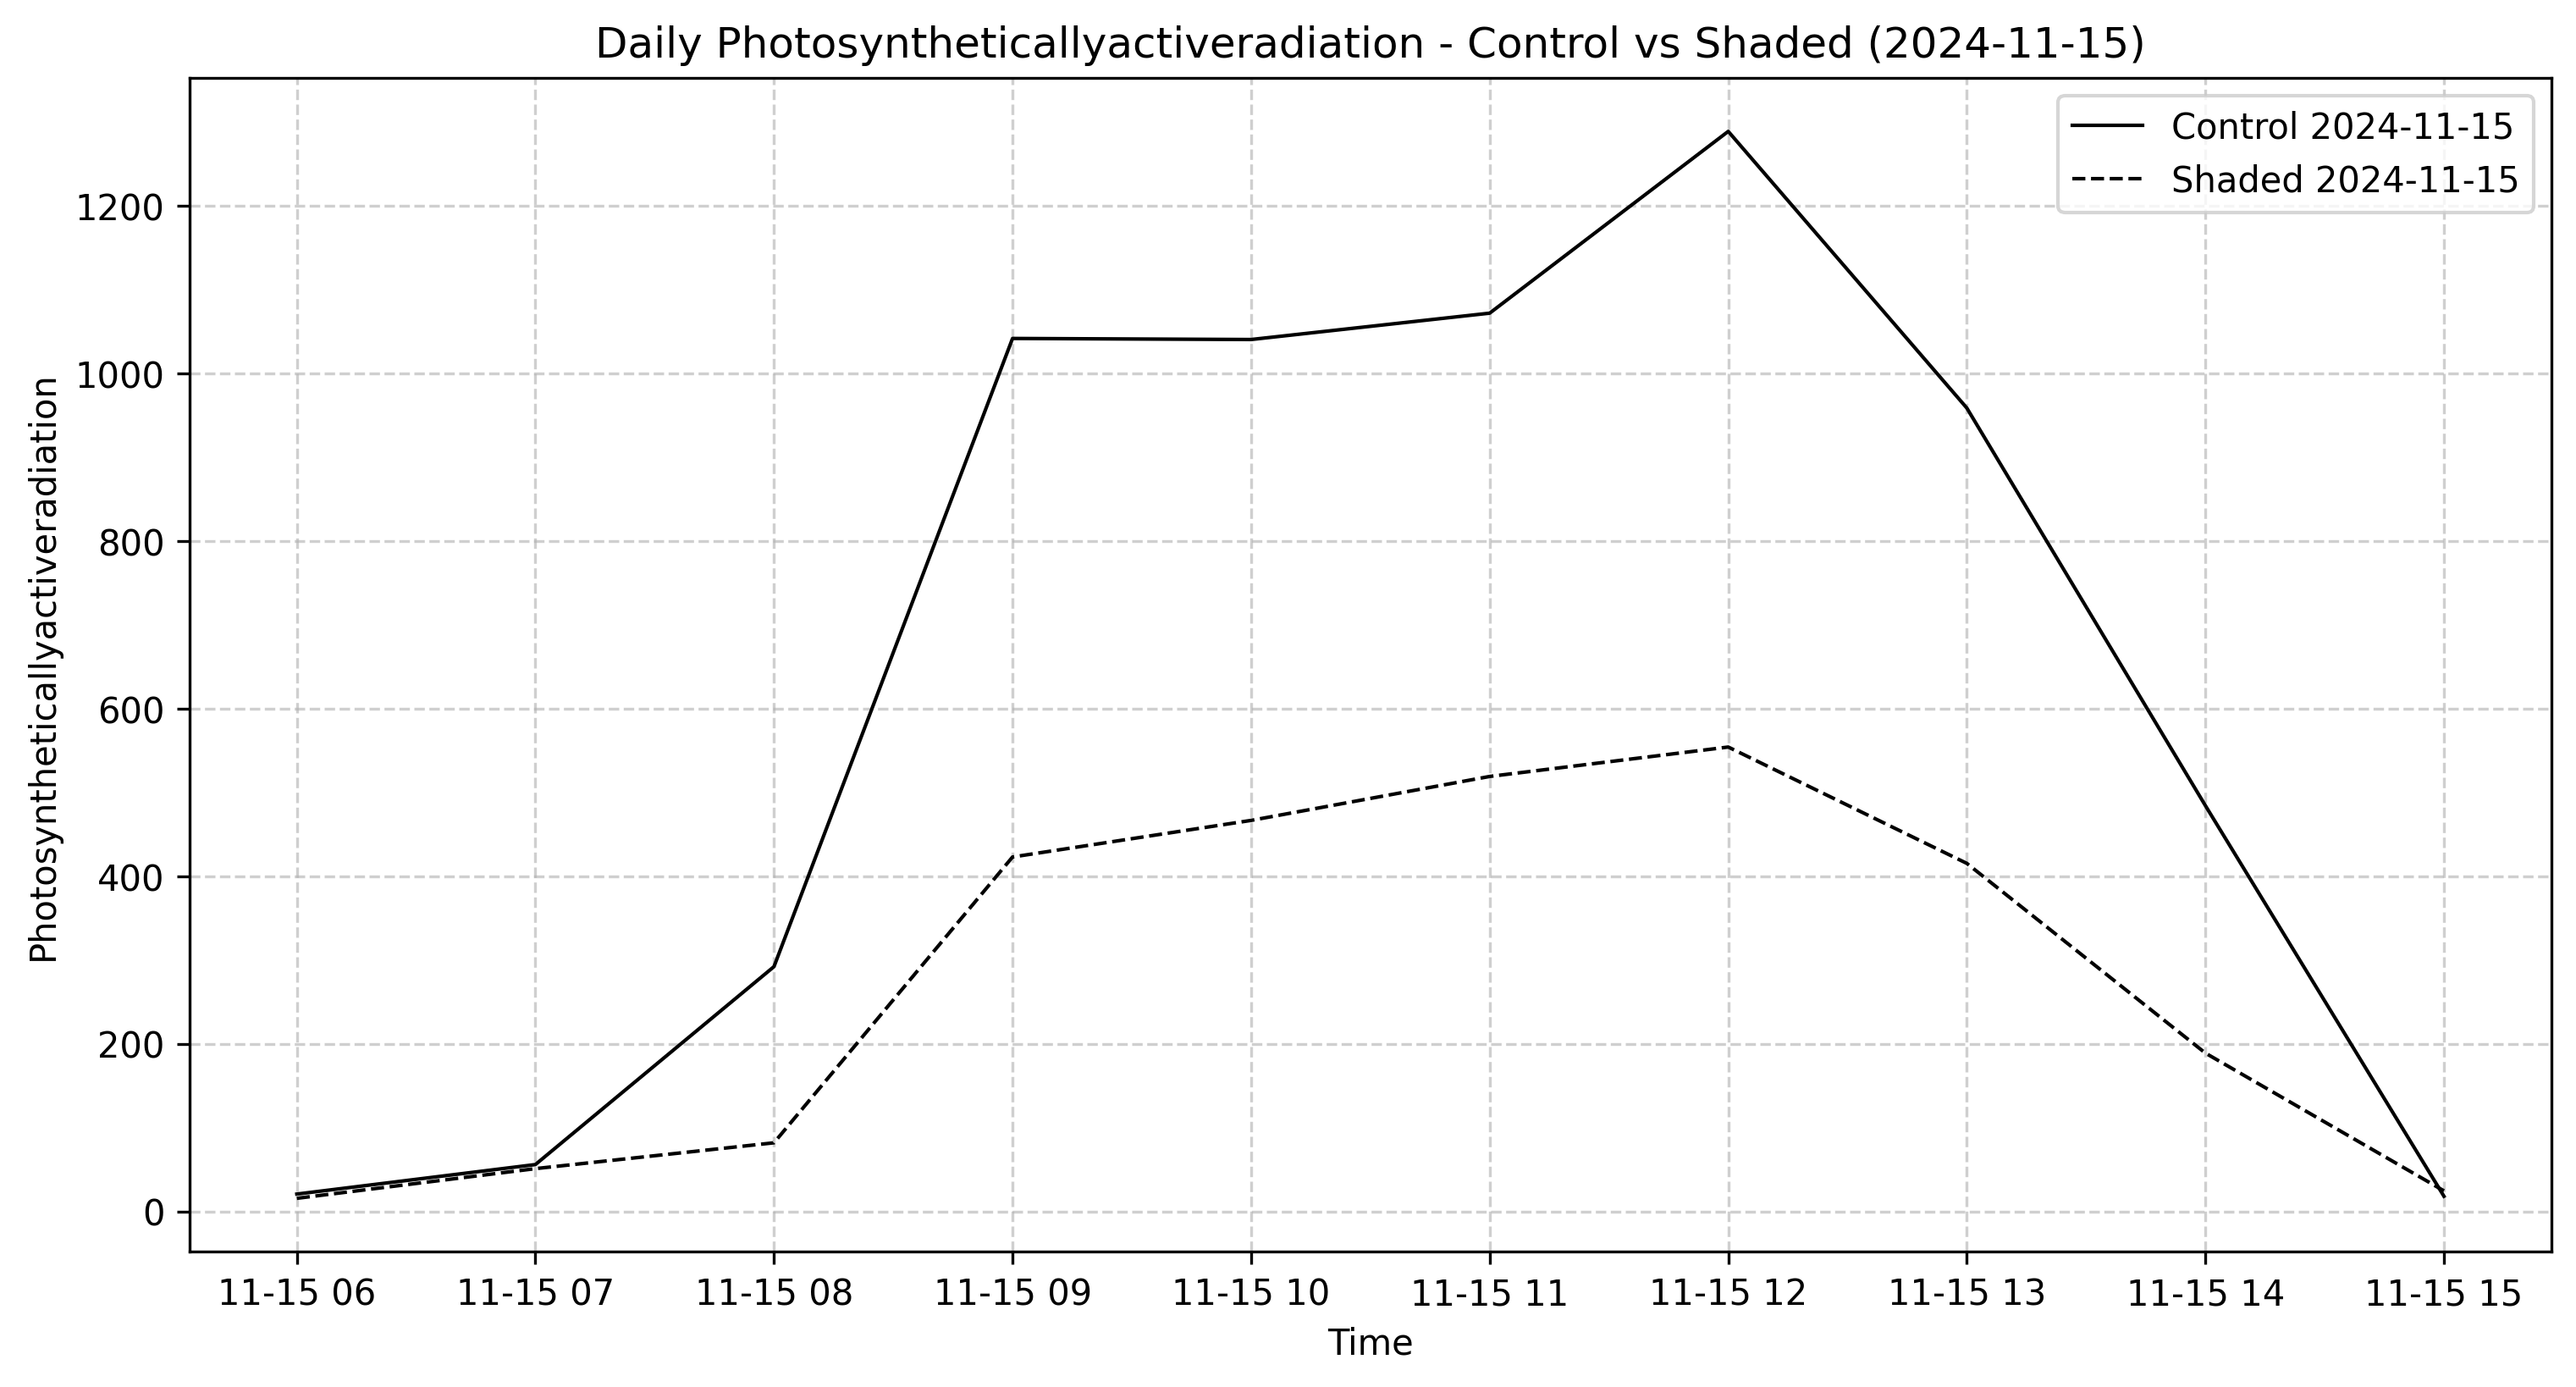 Daily Photosyntheticallyactiveradiation - Control vs Shaded (2024-11-15)
Control 2024-11-15
Shaded 2024-11-15
Photosyntheticallyactiveradiation
1200
1000
800
600
400
200
0
11-15 06 11-15 07 11-15 08 11-15 09 11-15 10 11-15 11 11-15 12 11-15 13 11-15 14 11-15 15
Time